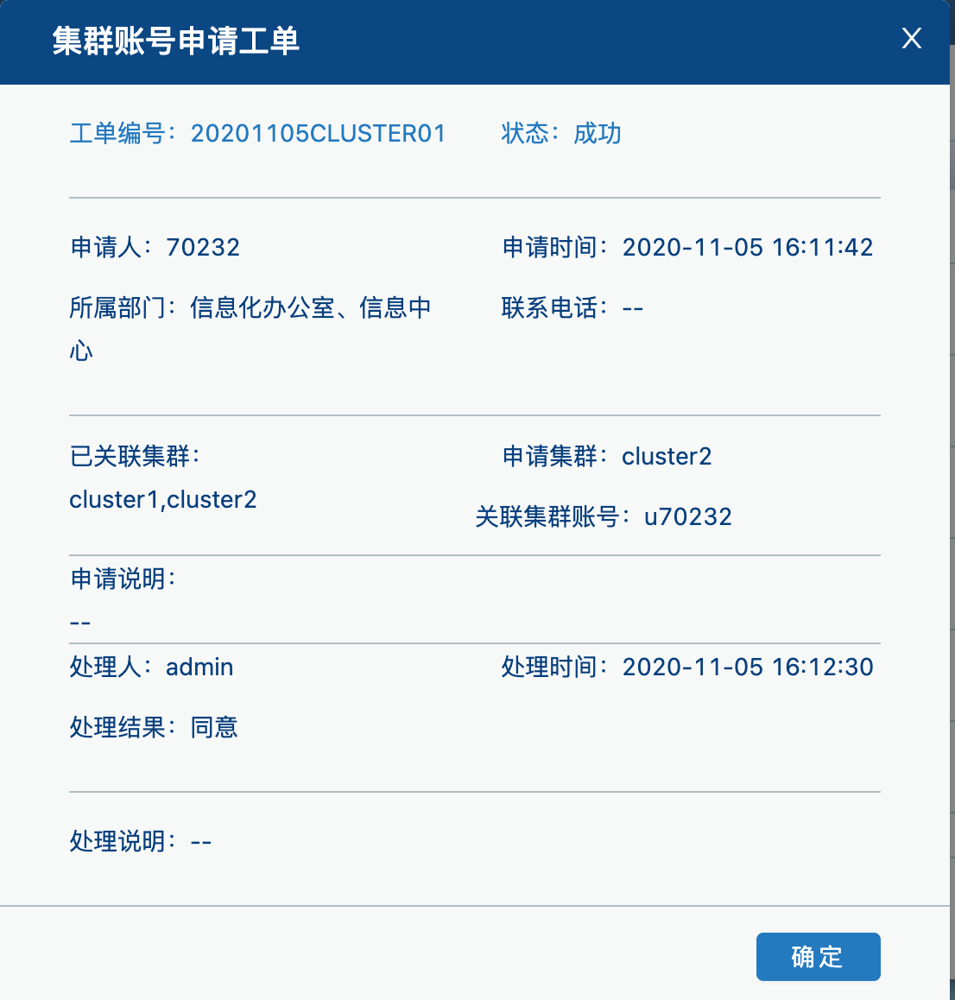 集群账号申请工单
X
工单编号：20201105CLUSTER01
状态：成功
申请人：70232
申请时间：2020-11-05 16:11:42
所属部门：信息化办公室、信息中
心
联系电话：--
已关联集群：
cluster1,cluster2
申请集群：cluster2
关联集群账号：u70232
申请说明：
--
处理人：admin
处理时间：2020-11-05 16:12:30
处理结果：同意
处理说明：--
确定